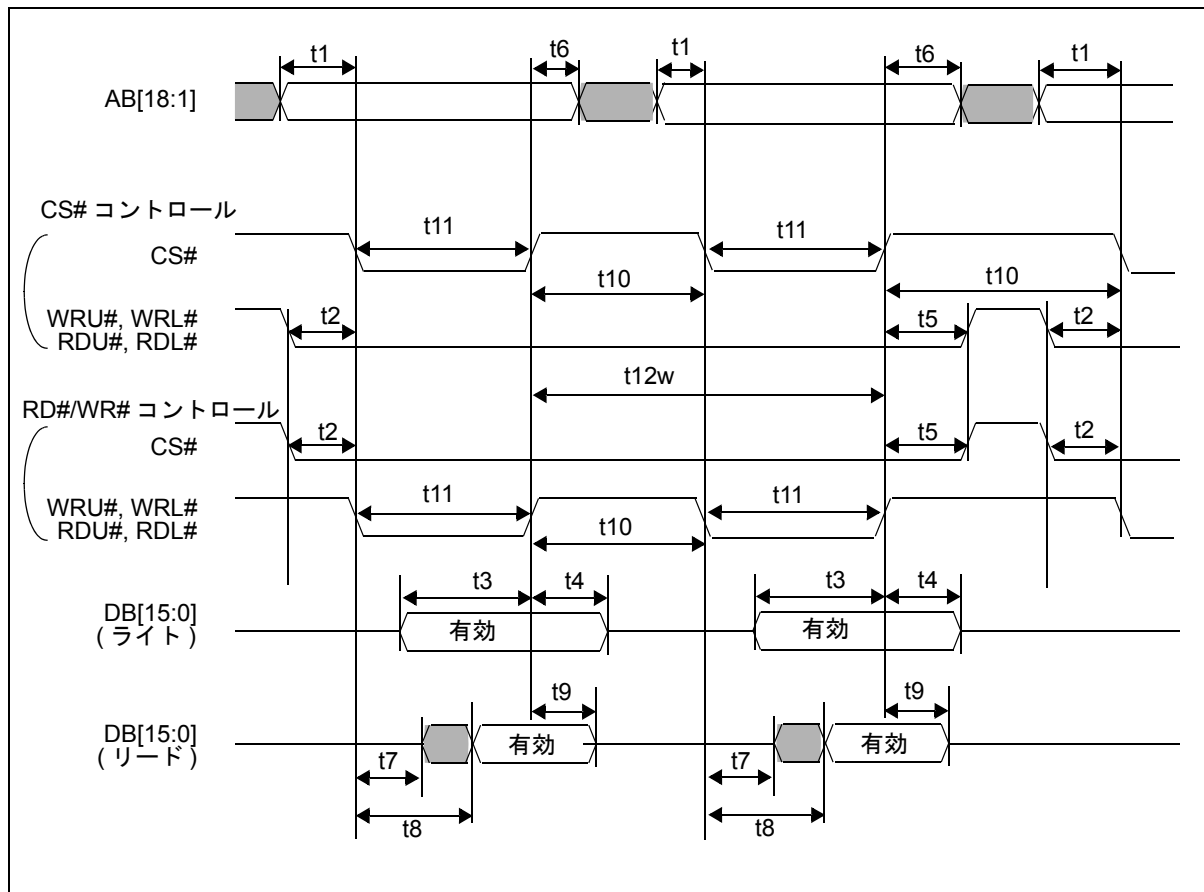 t1 t6 t1 t6 t1
AB[18:1]
CS# コントロール
t11 t11
CS#
t10 t10
WRU#, WRL#
RDU#, RDL#
t2 t5 t2
t12w
RD#/WR# コントロール
t2 t5 t2
CS#
t11 t11
WRU#, WRL#
RDU#, RDL#
t10
t3 t4 t3 t4
DB[15:0]
( ライト )
有効 有効
t9 t9
DB[15:0]
( リード )
有効 有効
t7 t7
t8 t8